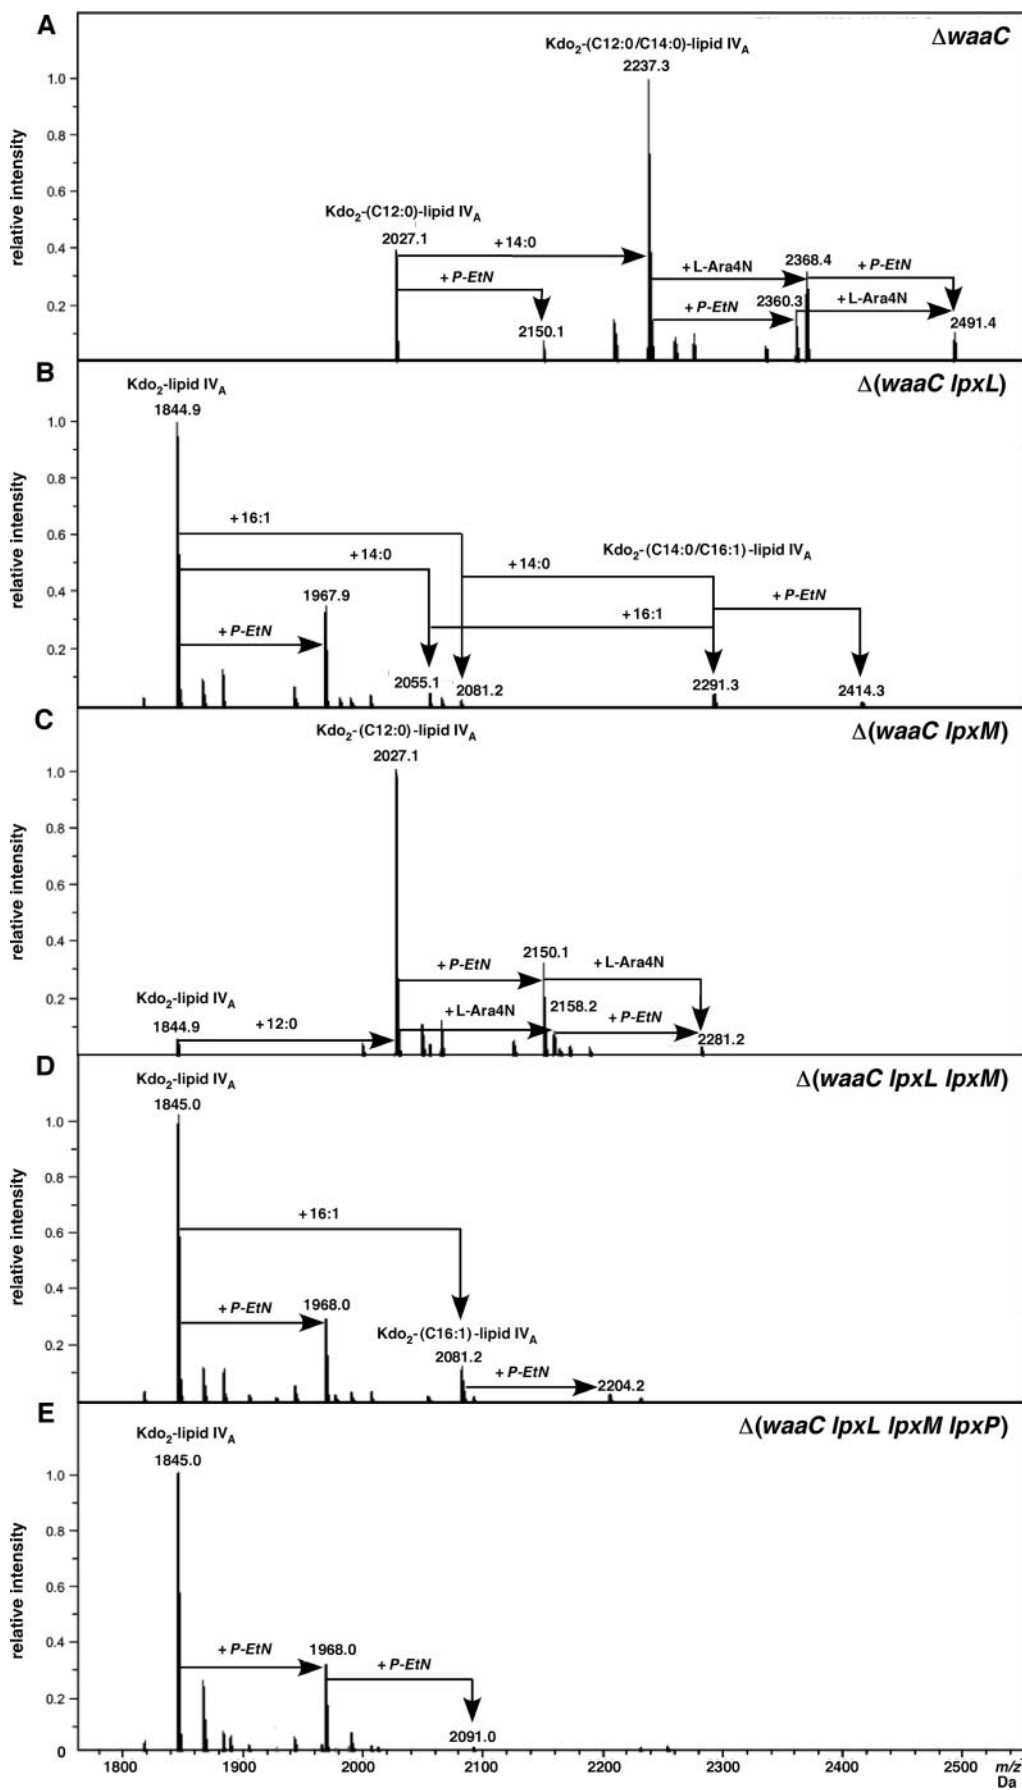 A
ΔwaaC
Kdo2-(C12:0/C14:0)-lipid IVA
2237.3
1.0
0.8
0.6
0.4
0.2
relative intensity
Kdo2-(C12:0)-lipid IVA
2027.1
+14:0
+P-EtN
2150.1
+L-Ara4N
2368.4
+P-EtN
+P-EtN
2360.3
+L-Ara4N
2491.4
B
Δ(waaC lpxL)
Kdo2-lipid IVA
1844.9
1.0
0.8
0.6
0.4
0.2
relative intensity
+16:1
+14:0
Kdo2-(C14:0/C16:1)-lipid IVA
+14:0
+P-EtN
1967.9
+16:1
+P-EtN
2055.1
2081.2
2291.3
2414.3
C
Δ(waaC lpxM)
Kdo2-(C12:0)-lipid IVA
2027.1
1.0
0.8
0.6
0.4
0.2
relative intensity
+P-EtN
2150.1
+L-Ara4N
Kdo2-lipid IVA
1844.9
+12:0
+L-Ara4N
2158.2
+P-EtN
2281.2
D
Δ(waaC lpxL lpxM)
Kdo2-lipid IVA
1845.0
1.0
0.8
0.6
0.4
0.2
relative intensity
+16:1
+P-EtN
1968.0
Kdo2-(C16:1)-lipid IVA
2081.2
+P-EtN
2204.2
E
Δ(waaC lpxL lpxM lpxP)
Kdo2-lipid IVA
1845.0
1.0
0.8
0.6
0.4
0.2
0
relative intensity
+P-EtN
1968.0
+P-EtN
2091.0
1800 1900 2000 2100 2200 2300 2400 2500 m/z
Da